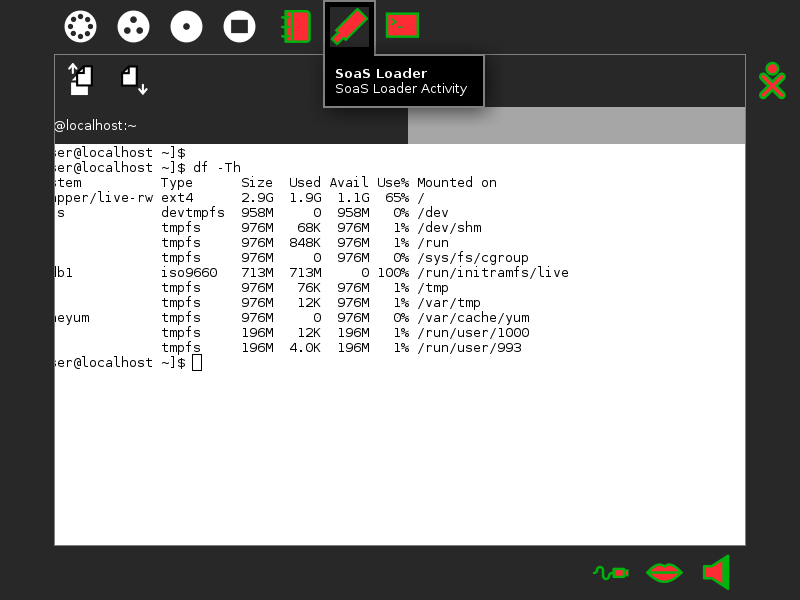 SoaS Loader
SoaS Loader Activity
@localhost:~
ser@localhost ~]$
ser@localhost ~]$ df -Th
stem Type Size Used Avail Use% Mounted on
apper/live-rw ext4 2.9G 1.9G 1.1G 65% /
s devtmpfs 958M 0 958M 0% /dev
tmpfs 976M 68K 976M 1% /dev/shm
tmpfs 976M 848K 976M 1% /run
tmpfs 976M 0 976M 0% /sys/fs/cgroup
db1 iso9660 713M 713M 0 100% /run/initramfs/live
tmpfs 976M 76K 976M 1% /tmp
tmpfs 976M 12K 976M 1% /var/tmp
heyum tmpfs 976M 0 976M 0% /var/cache/yum
tmpfs 196M 12K 196M 1% /run/user/1000
tmpfs 196M 4.0K 196M 1% /run/user/993
ser@localhost ~]$